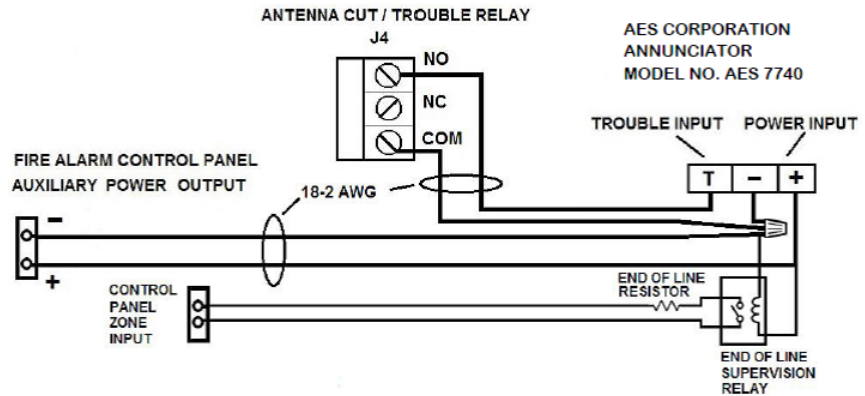 ANTENNA CUT / TROUBLE RELAY
J4
NO
NC
COM
AES CORPORATION
ANNUNCIATOR
MODEL NO. AES 7740
TROUBLE INPUT
POWER INPUT
T
-
+
FIRE ALARM CONTROL PANEL
AUXILIARY POWER OUTPUT
18-2 AWG
-
+
CONTROL
PANEL
ZONE
INPUT
END OF LINE
RESISTOR
END OF LINE
SUPERVISION
RELAY